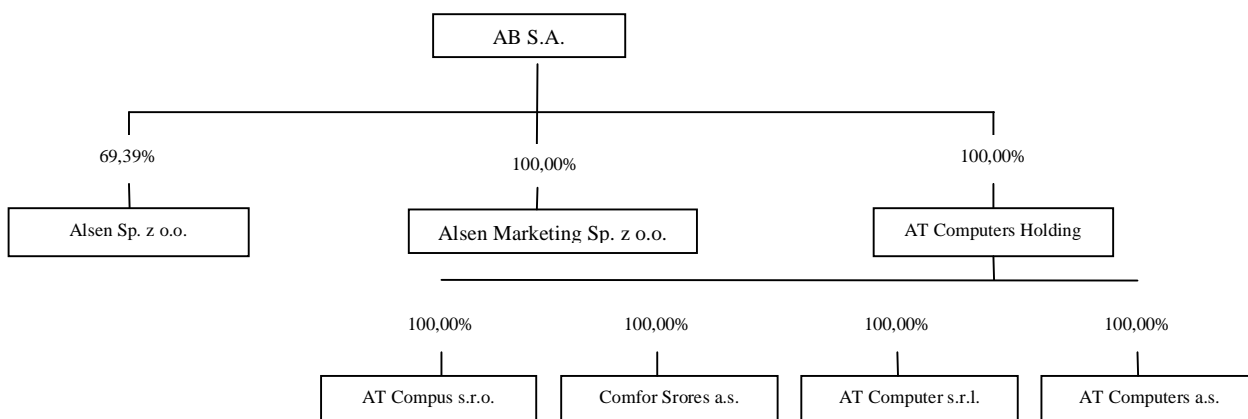 AB S.A.
69,39%
100,00%
100,00%
Alsen Sp. z o.o.
Alsen Marketing Sp. z o.o.
AT Computers Holding
100,00%
100,00%
100,00%
100,00%
AT Compus s.r.o.
Comfor Srores a.s.
AT Computer s.r.l.
AT Computers a.s.